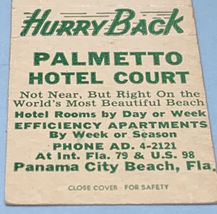 HURRY BACK
PALMETTO
HOTEL COURT
Not Near, But Right On the
World's Most Beautiful Beach
Hotel Rooms by Day or Week
EFFICIENCY APARTMENTS
By Week or Season
PHONE AD. 4-2121
At Int. Fla. 79 & U.S. 98
Panama City Beach, Fla.
CLOSE COVER - FOR SAFETY